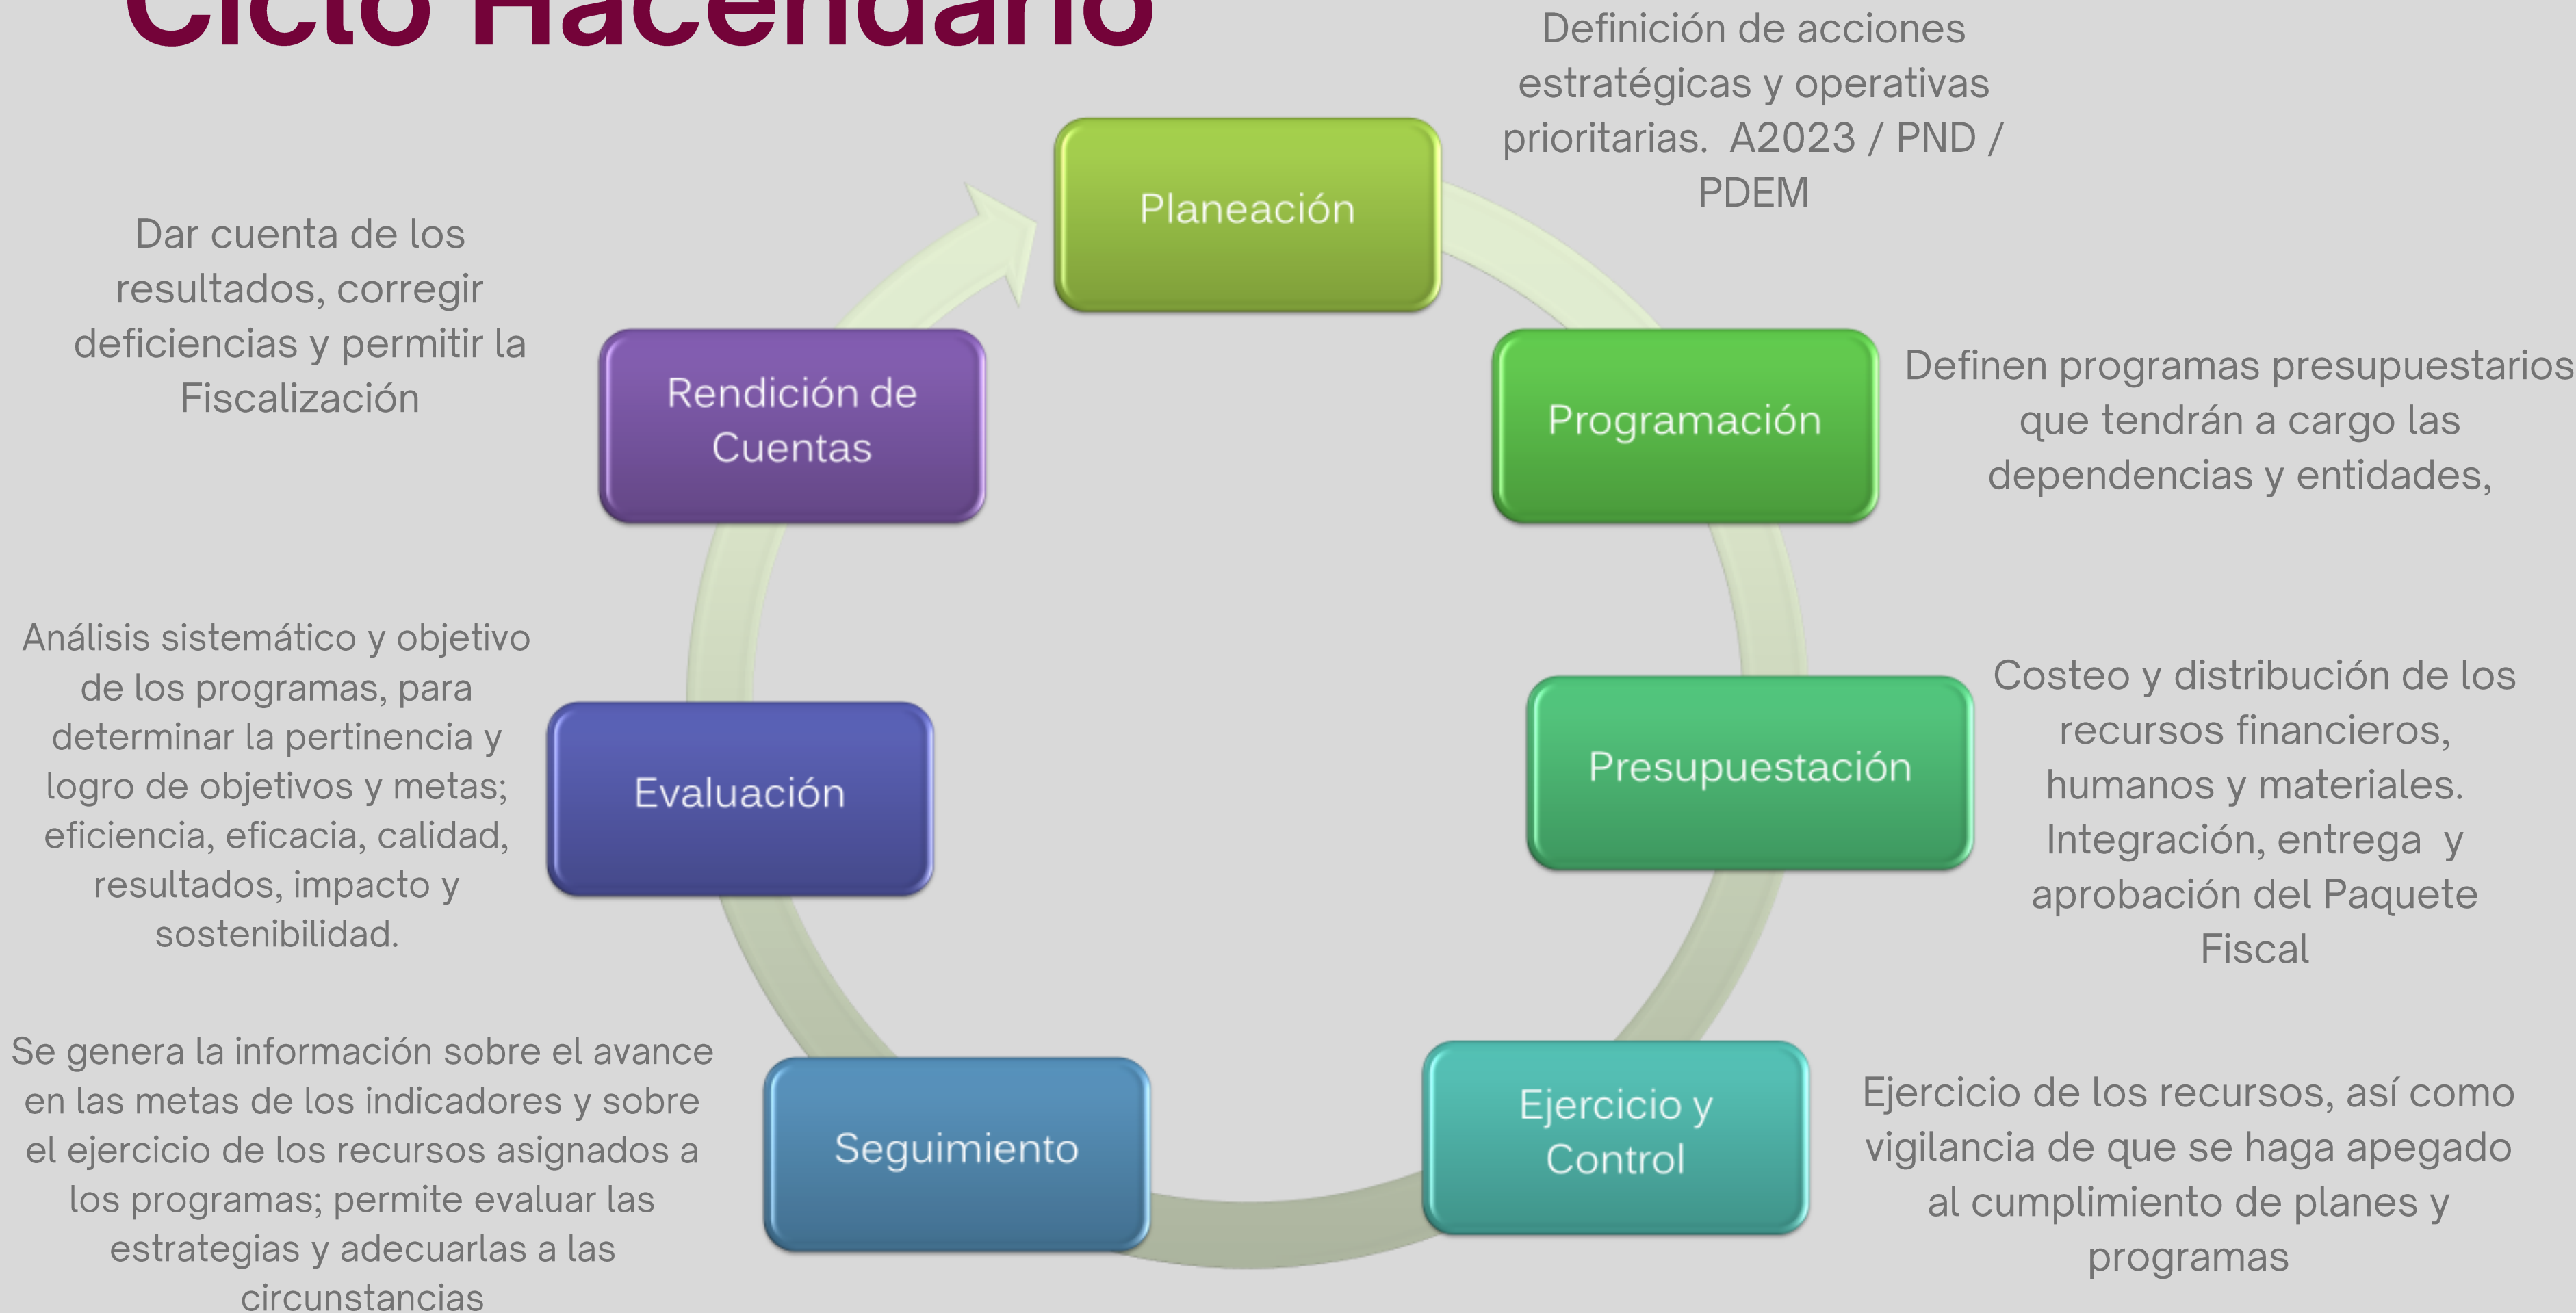 Ciclo Hacendario
Definición de acciones
estratégicas y operativas
prioritarias.  A2023 / PND /
PDEM
Planeación
Programación
Definen programas presupuestarios
que tendrán a cargo las
dependencias y entidades,
Presupuestación
Costeo y distribución de los
recursos financieros,
humanos y materiales.
Integración, entrega  y
aprobación del Paquete
Fiscal
Ejercicio y
Control
Ejercicio de los recursos, así como
vigilancia de que se haga apegado
al cumplimiento de planes y
programas
Seguimiento
Se genera la información sobre el avance
en las metas de los indicadores y sobre
el ejercicio de los recursos asignados a
los programas; permite evaluar las
estrategias y adecuarlas a las
circunstancias
Evaluación
Análisis sistemático y objetivo
de los programas, para
determinar la pertinencia y
logro de objetivos y metas;
eficiencia, eficacia, calidad,
resultados, impacto y
sostenibilidad.
Rendición de
Cuentas
Dar cuenta de los
resultados, corregir
deficiencias y permitir la
Fiscalización